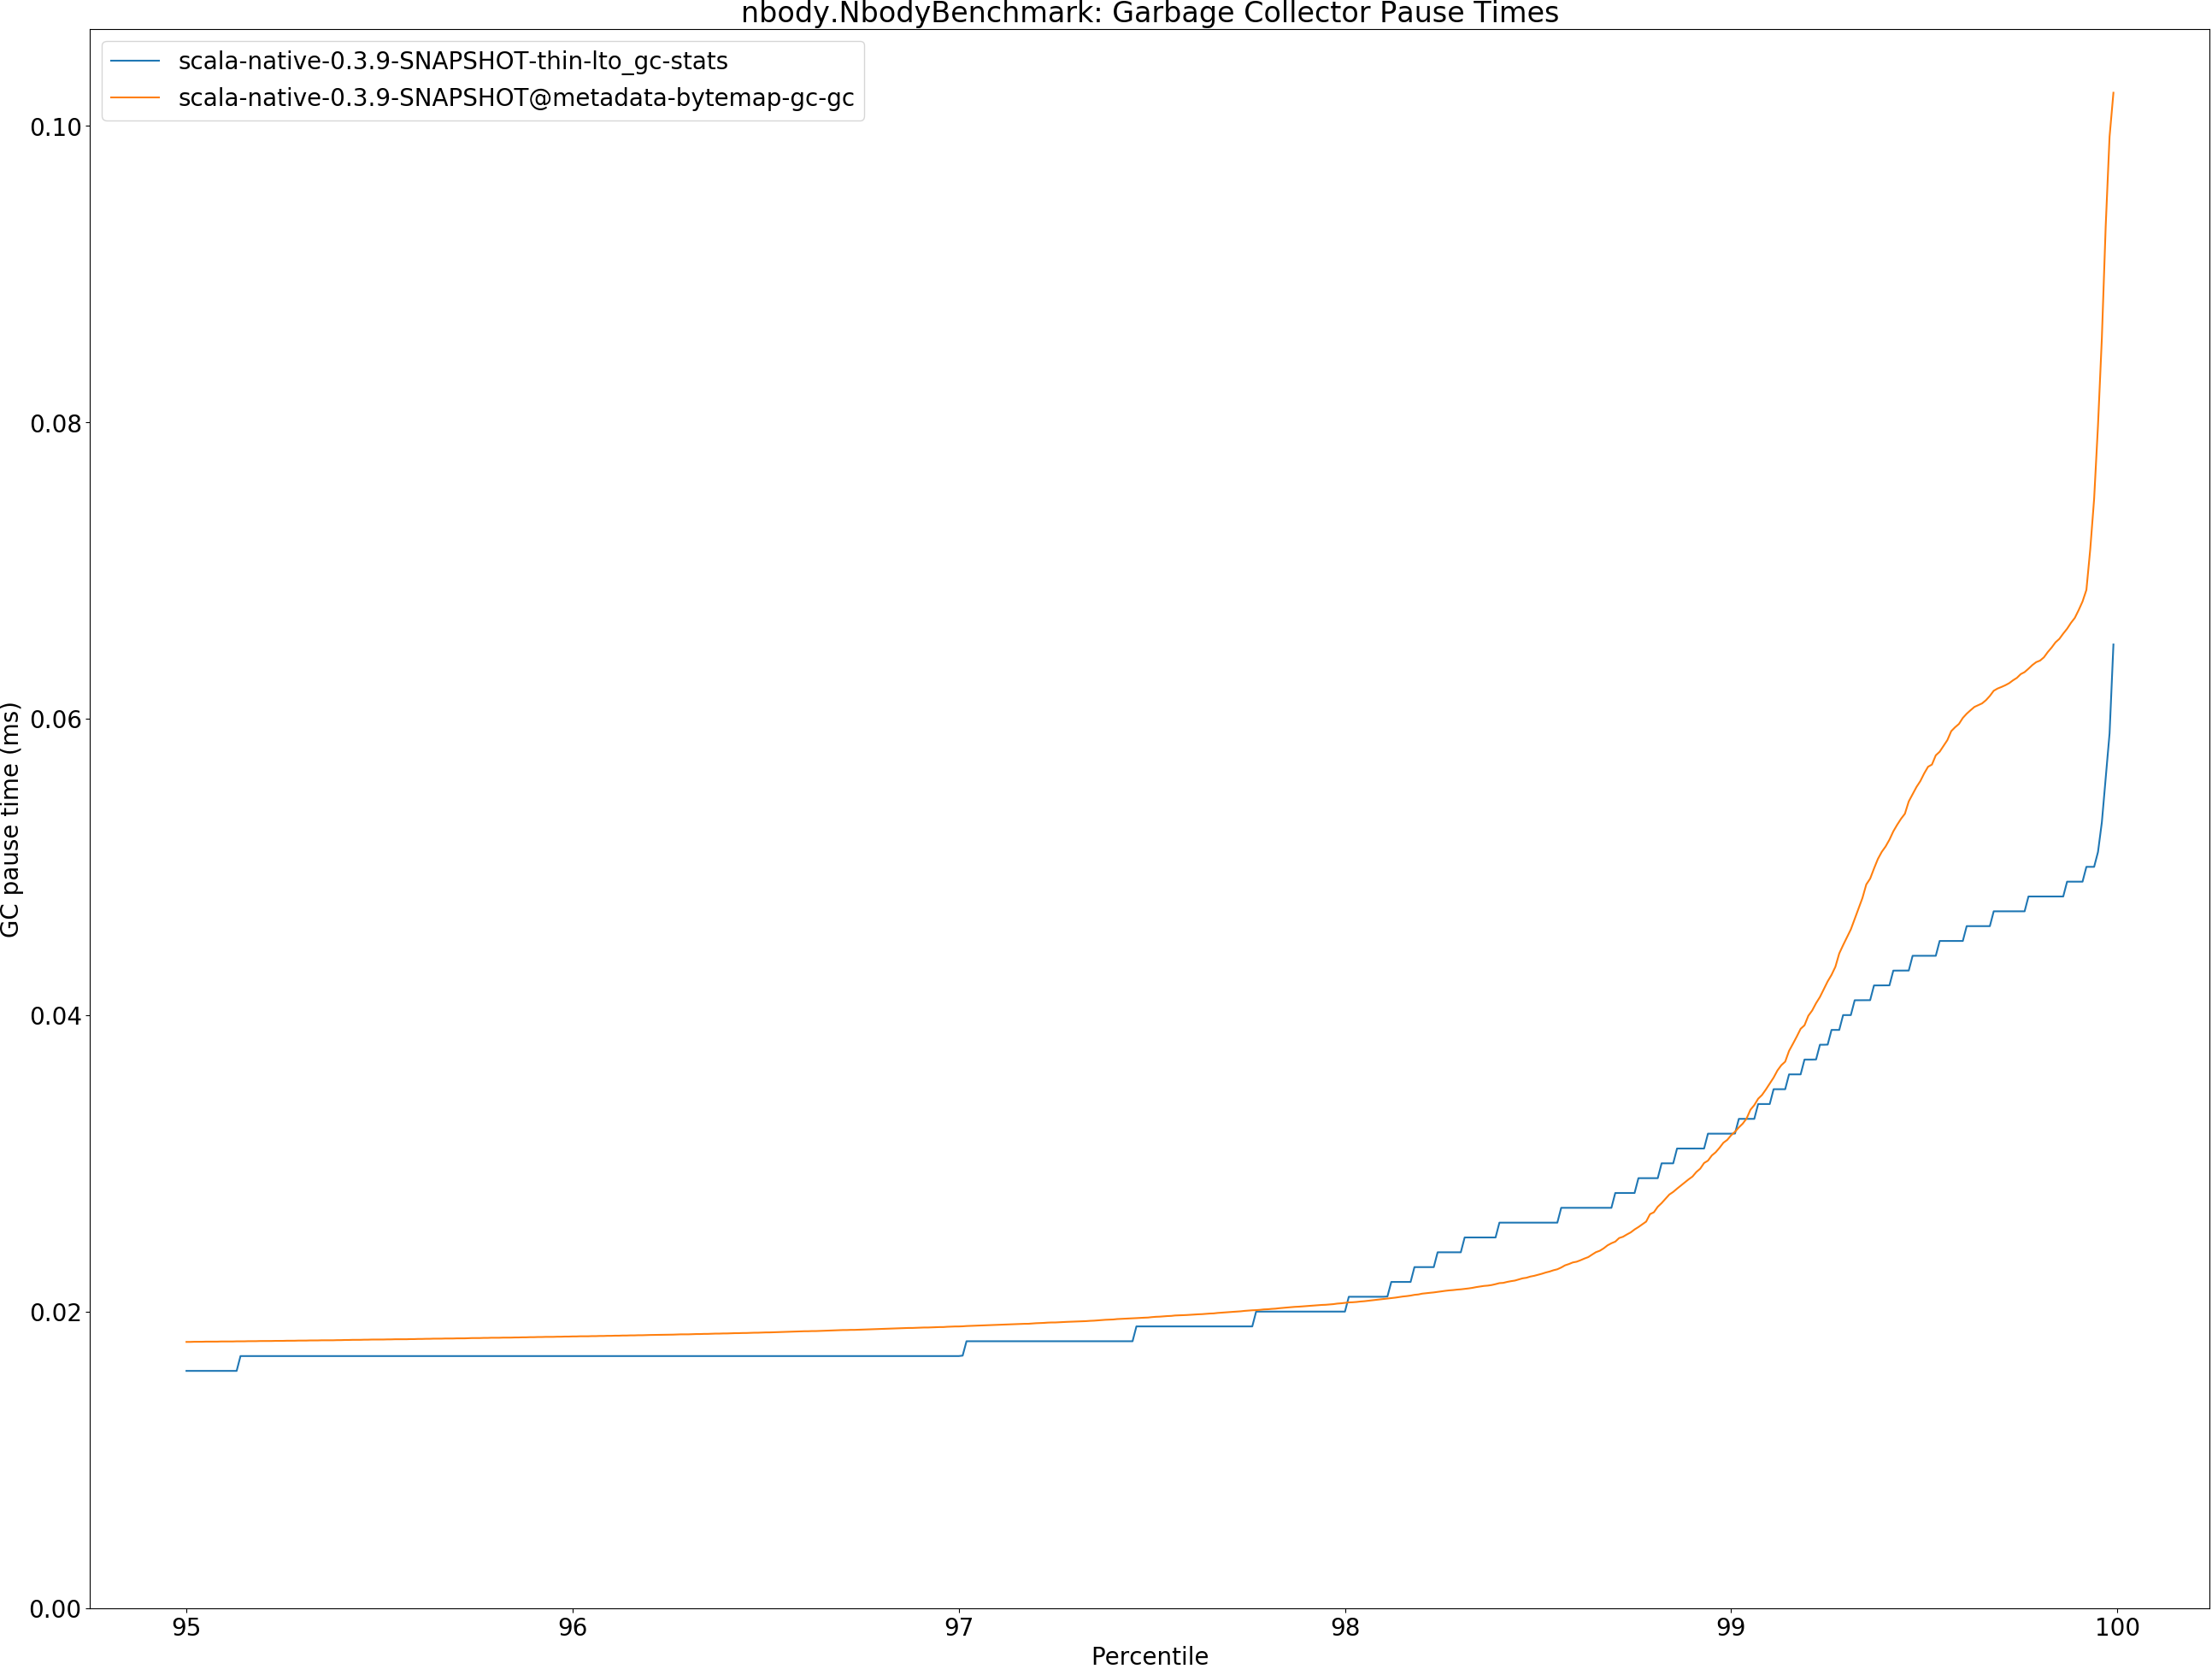 nbody.NbodyBenchmark: Garbage Collector Pause Times
scala-native-0.3.9-SNAPSHOT-thin-lto_gc-stats
scala-native-0.3.9-SNAPSHOT@metadata-bytemap-gc-gc
GC pause time (ms)
0.10
0.08
0.06
0.04
0.02
0.00
95 96 97 98 99 100
Percentile